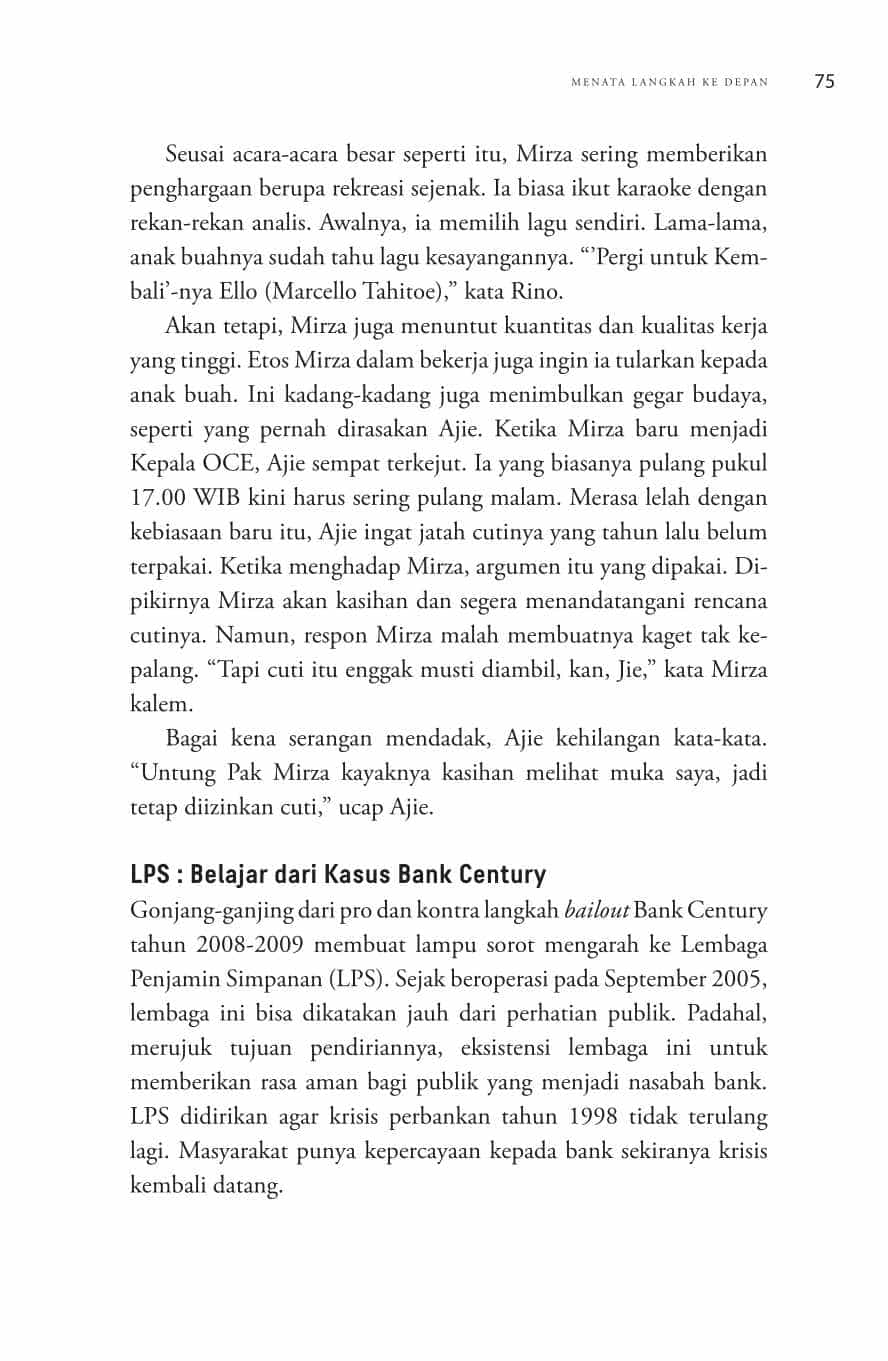 MENATA LANGKAH KE DEPAN 75
Seusai acara-acara besar seperti itu, Mirza sering memberikan
penghargaan berupa rekreasi sejenak. Ia biasa ikut karaoke dengan
rekan-rekan analis. Awalnya, ia memilih lagu sendiri. Lama-lama,
anak buahnya sudah tahu lagu kesayangannya. “’Pergi untuk Kem-
bali’-nya Ello (Marcello Tahitoe),” kata Rino.
Akan tetapi, Mirza juga menuntut kuantitas dan kualitas kerja
yang tinggi. Etos Mirza dalam bekerja juga ingin ia tularkan kepada
anak buah. Ini kadang-kadang juga menimbulkan gegar budaya,
seperti yang pernah dirasakan Ajie. Ketika Mirza baru menjadi
Kepala OCE, Ajie sempat terkejut. Ia yang biasanya pulang pukul
17.00 WIB kini harus sering pulang malam. Merasa lelah dengan
kebiasaan baru itu, Ajie ingat jatah cutinya yang tahun lalu belum
terpakai. Ketika menghadap Mirza, argumen itu yang dipakai. Di-
pikirnya Mirza akan kasihan dan segera menandatangani rencana
cutinya. Namun, respon Mirza malah membuatnya kaget tak ke-
palang. “Tapi cuti itu enggak musti diambil, kan, Jie,” kata Mirza
kalem.
Bagai kena serangan mendadak, Ajie kehilangan kata-kata.
“Untung Pak Mirza kayaknya kasihan melihat muka saya, jadi
tetap diizinkan cuti,” ucap Ajie.
LPS : Belajar dari Kasus Bank Century
Gonjang-ganjing dari pro dan kontra langkah bailout Bank Century
tahun 2008-2009 membuat lampu sorot mengarah ke Lembaga
Penjamin Simpanan (LPS). Sejak beroperasi pada September 2005,
lembaga ini bisa dikatakan jauh dari perhatian publik. Padahal,
merujuk tujuan pendiriannya, eksistensi lembaga ini untuk
memberikan rasa aman bagi publik yang menjadi nasabah bank.
LPS didirikan agar krisis perbankan tahun 1998 tidak terulang
lagi. Masyarakat punya kepercayaan kepada bank sekiranya krisis
kembali datang.